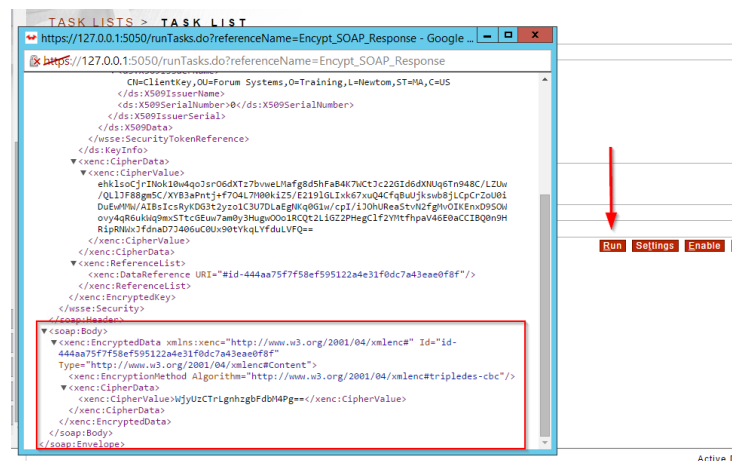 TASK LISTS > TASK LIST
https://127.0.0.1:5050/runTasks.do?referenceName=Encypt_SOAP_Response - Google ...
https://127.0.0.1:5050/runTasks.do?referenceName=Encypt_SOAP_Response
CN=ClientKey,OU=Forum Systems,O=Training,L=Newtom,ST=MA,C=US
</ds:X509IssuerName>
<ds:X509SerialNumber>0</ds:X509SerialNumber>
</ds:X509IssuerSerial>
</ds:X509Data>
</wsse:SecurityTokenReference>
</ds:KeyInfo>
▼<xenc:CipherData>
▼<xenc:CipherValue>
ehklsoCjrINok10w4qoJsrO6dXTz7bvweLMafg8d5hFaB4K7WCtJc22GId6dXNUq6Tn948C/LZUw
/QLlJF88gm5C/XYB3aPntj+f7O4L7M00kiZ5/E219lGLIxk67xuQ4CfqBuUjkswb8jLCpCrZoU0i
DuEwMMW/AIBsIcsRyKDG3t2yzo1C3U7DLaEgNKq0G1w/cpI/iJOhUReaStvN2fgMvOIKEnxD9SOW
ovy4qR6ukWq9mxSTtcGEuw7am0y3HugwOOo1RCQt2LiGZ2PHegClf2YMtfhpaV46E0aCCIBQ0n9H
RipRNWxJfdnaD7J406uC0Ux90tYkqLYfduLVFQ==
</xenc:CipherValue>
</xenc:CipherData>
▼<xenc:ReferenceList>
<xenc:DataReference URI="#id-444aa75f7f58ef595122a4e31f0dc7a43eae0f8f"/>
</xenc:ReferenceList>
</xenc:EncryptedKey>
</wsse:Security>
</soap:Header>
▼<soap:Body>
▼<xenc:EncryptedData xmlns:xenc="http://www.w3.org/2001/04/xmlenc#" Id="id-
444aa75f7f58ef595122a4e31f0dc7a43eae0f8f"
Type="http://www.w3.org/2001/04/xmlenc#Content">
<xenc:EncryptionMethod Algorithm="http://www.w3.org/2001/04/xmlenc#tripledes-cbc"/>
▼<xenc:CipherData>
<xenc:CipherValue>WjyUzCTrLgnhzgbFdbM4Pg==</xenc:CipherValue>
</xenc:CipherData>
</xenc:EncryptedData>
</soap:Body>
</soap:Envelope>
Run Settings Enable
Active